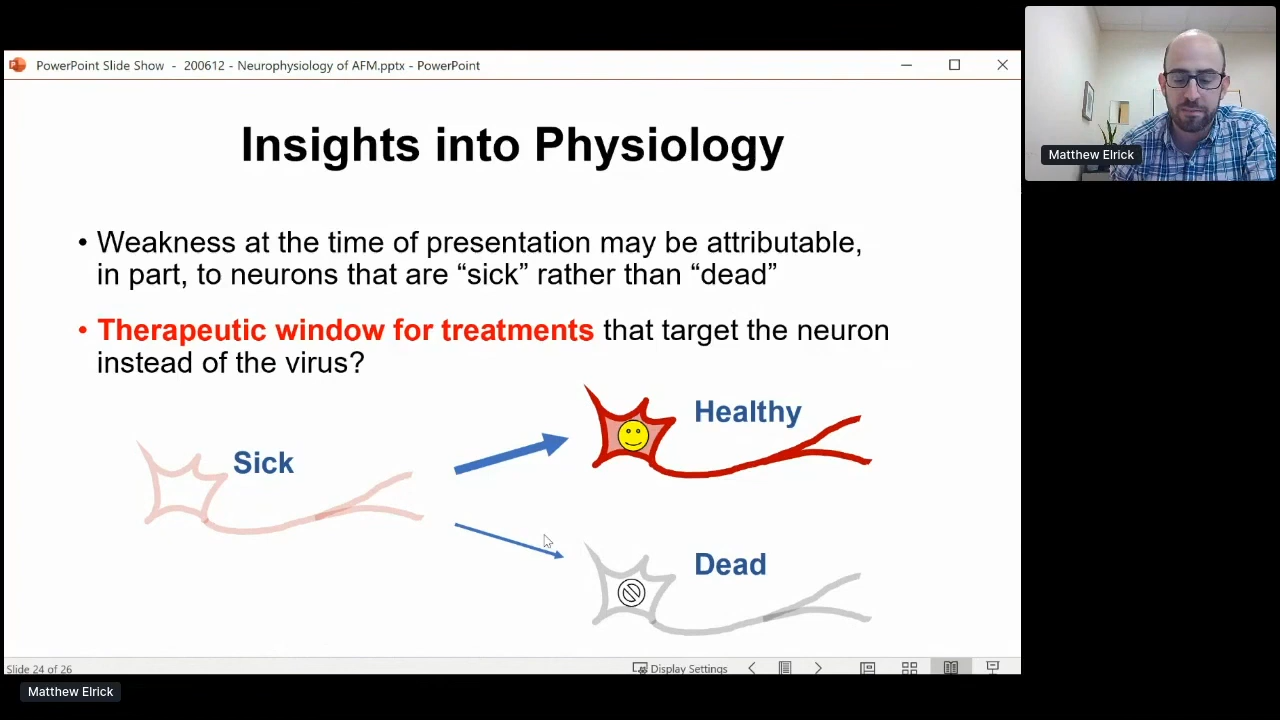 PowerPoint Slide Show - 200612 - Neurophysiology of AFM.pptx - PowerPoint
Matthew Elrick
Insights into Physiology
• Weakness at the time of presentation may be attributable,
in part, to neurons that are “sick” rather than “dead”
• Therapeutic window for treatments that target the neuron
instead of the virus?
Healthy
Sick
Dead
Slide 24 of 26
Display Settings
Matthew Elrick